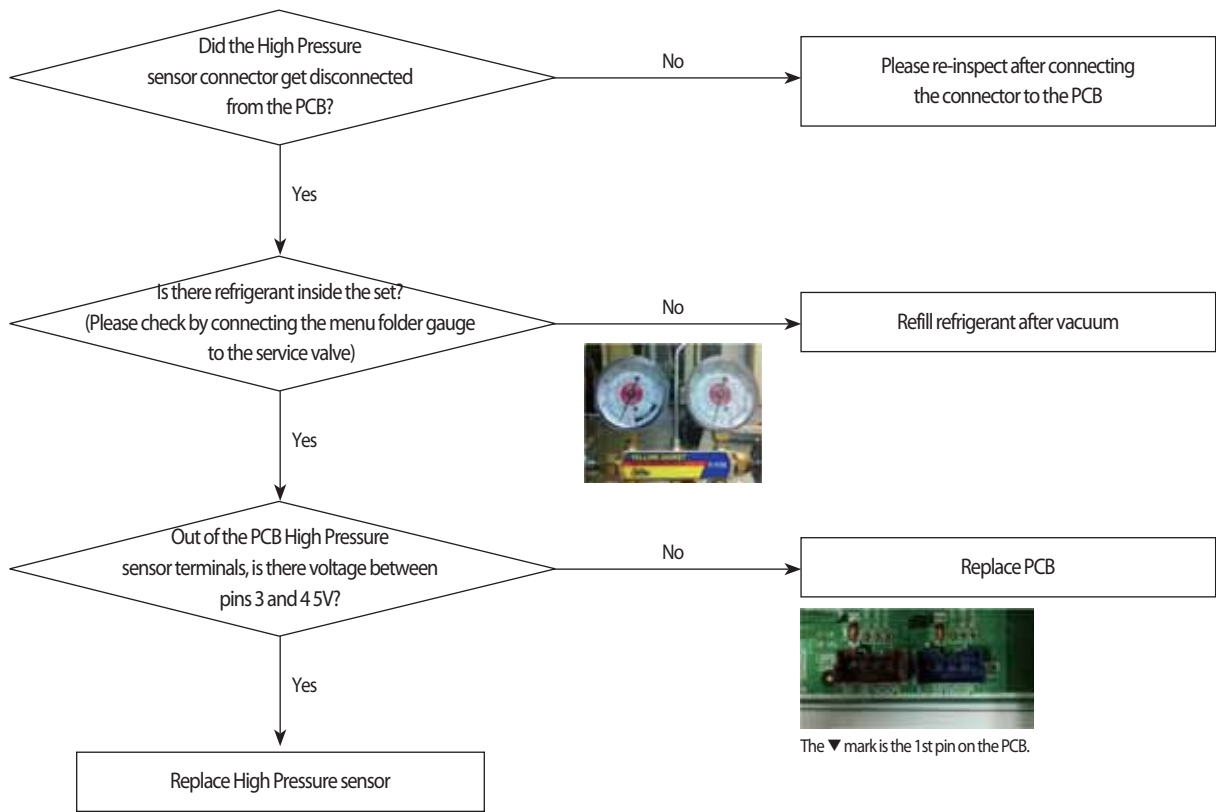 Did the High Pressure
sensor connector get disconnected
from the PCB?
No
Please re-inspect after connecting
the connector to the PCB
Yes
Is there refrigerant inside the set?
(Please check by connecting the menu folder gauge
to the service valve)
No
Refill refrigerant after vacuum
YELLOW JACKET
Yes
Out of the PCB High Pressure
sensor terminals, is there voltage between
pins 3 and 4 5V?
No
Replace PCB
The ▼ mark is the 1st pin on the PCB.
Yes
Replace High Pressure sensor